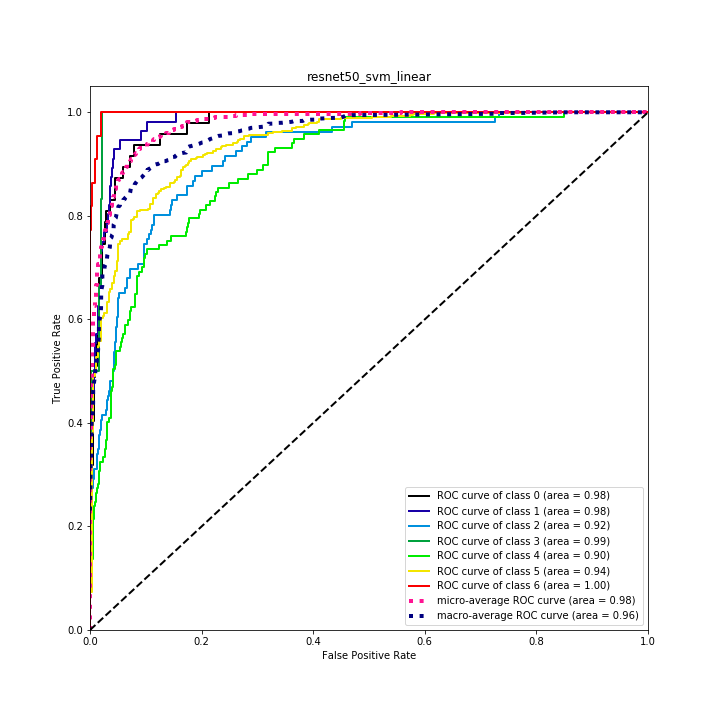 resnet50_svm_linear
True Positive Rate
1.0
0.8
0.6
0.4
0.2
0.0
ROC curve of class 0 (area = 0.98)
ROC curve of class 1 (area = 0.98)
ROC curve of class 2 (area = 0.92)
ROC curve of class 3 (area = 0.99)
ROC curve of class 4 (area = 0.90)
ROC curve of class 5 (area = 0.94)
ROC curve of class 6 (area = 1.00)
micro-average ROC curve (area = 0.98)
macro-average ROC curve (area = 0.96)
0.0 0.2 0.4 0.6 0.8 1.0
False Positive Rate